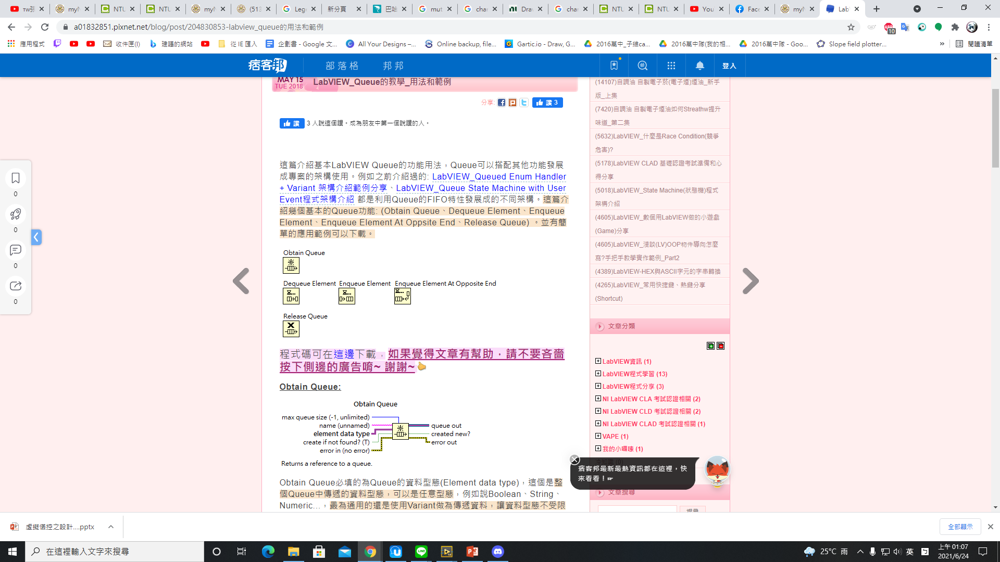 тw張
myN
NTU
NTU
myN
(513
Lege
新分頁
巴哈
mut
char
Drav
char
NTU
NTU
You
Face
myN
Lab
a01832851.pixnet.net/blog/post/204830853-labview_queue的用法和範例
10
應用程式
收件匣(I)
建議的網站
從 IE 匯入
企劃書 - Google 文...
All Your Designs –...
Online backup, file...
Gartic.io - Draw, G...
2016萬中_子維ca...
2016萬中隊(我的相...
2016萬中隊 - Goo...
Slope field plotter...
»
閱讀清單
痞客邦
部落格
邦邦
登入
MAY 15
TUE 2018
LabVIEW_Queue的教學_用法和範例
分享:
讚 3
讚
3 人說這個讚。成為朋友中第一個說讚的人。
這篇介紹基本LabVIEW Queue的功能用法，Queue可以搭配其他功能發展
成專案的架構使用。例如之前介紹過的: LabVIEW_Queued Enum Handler
+ Variant 架構介紹範例分享、LabVIEW_Queue State Machine with User
Event程式架構介紹 都是利用Queue的FIFO特性發展成的不同架構。這篇介
紹幾個基本的Queue功能: (Obtain Queue、Dequeue Element、Enqueue
Element、Enqueue Element At Oppsite End、Release Queue) 。並有簡
單的應用範例可以下載。
Obtain Queue
Dequeue Element
Enqueue Element
Enqueue Element At Opposite End
Release Queue
程式碼可在這邊下載，如果覺得文章有幫助，請不要吝嗇
按下側邊的廣告唷~ 謝謝~
Obtain Queue:
Obtain Queue
max queue size (-1, unlimited)
name (unnamed)
element data type
create if not found? (T)
error in (no error)
queue out
created new?
error out
Returns a reference to a queue.
Obtain Queue必填的為Queue的資料型態(Element data type)，這個是整
個Queue中傳遞的資料型態，可以是任意型態，例如說Boolean、String、
Numeric...，最為通用的還是使用Variant做為傳遞資料，讓資料型態不受限
0
0
0
0
(14107)自調油 自製電子菸(電子煙)煙油_新手
版_上集
(7420)自調油 自製電子煙油如何Streathw提升
味道_第二集
(5632)LabVIEW_什麼是Race Condition(競爭
危害)?
(5178)LabVIEW CLAD 基礎認證考試準備和心
得分享
(5018)LabVIEW_State Machine(狀態機)程式
架構介紹
(4605)LabVIEW_數個用LabVIEW做的小遊戲
(Game)分享
(4605)LabVIEW_淺談(LV)OOP物件導向怎麼
寫?手把手教學實作範例_Part2
(4389)LabVIEW-HEX與ASCII字元的字串轉換
(4265)LabVIEW_常用快捷鍵、熱鍵分享
(Shortcut)
文章分類
LabVIEW資訊 (1)
LabVIEW程式學習 (13)
LabVIEW程式分享 (3)
NI LabVIEW CLA 考試認證相關 (2)
NI LabVIEW CLD 考試認證相關 (2)
NI LabVIEW CLAD 考試認證相關 (1)
VAPE (1)
我的小囉嗦 (1)
冷知識 (0)
痞客邦最新最熱資訊都在這裡，快
來看看！☞
文章搜尋
搜尋
虛擬儀控之設計....pptx
全部顯示
在這裡輸入文字來搜尋
25°C 雨
英
上午 01:07
2021/6/24